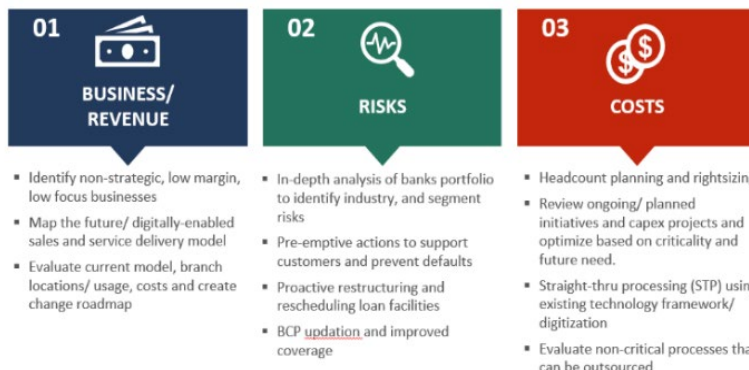 01
BUSINESS/
REVENUE
▪ Identify non-strategic, low margin,
low focus businesses
▪ Map the future/ digitally-enabled
sales and service delivery model
▪ Evaluate current model, branch
locations/ usage, costs and create
change roadmap
02
RISKS
▪ In-depth analysis of banks portfolio
to identify industry, and segment
risks
▪ Pre-emptive actions to support
customers and prevent defaults
▪ Proactive restructuring and
rescheduling loan facilities
▪ BCP updation and improved
coverage
03
COSTS
▪ Headcount planning and rightsizin
▪ Review ongoing/ planned
initiatives and capex projects and
optimize based on criticality and
future need.
▪ Straight-thru processing (STP) usin
existing technology framework/
digitization
▪ Evaluate non-critical processes tha
can be outsourced